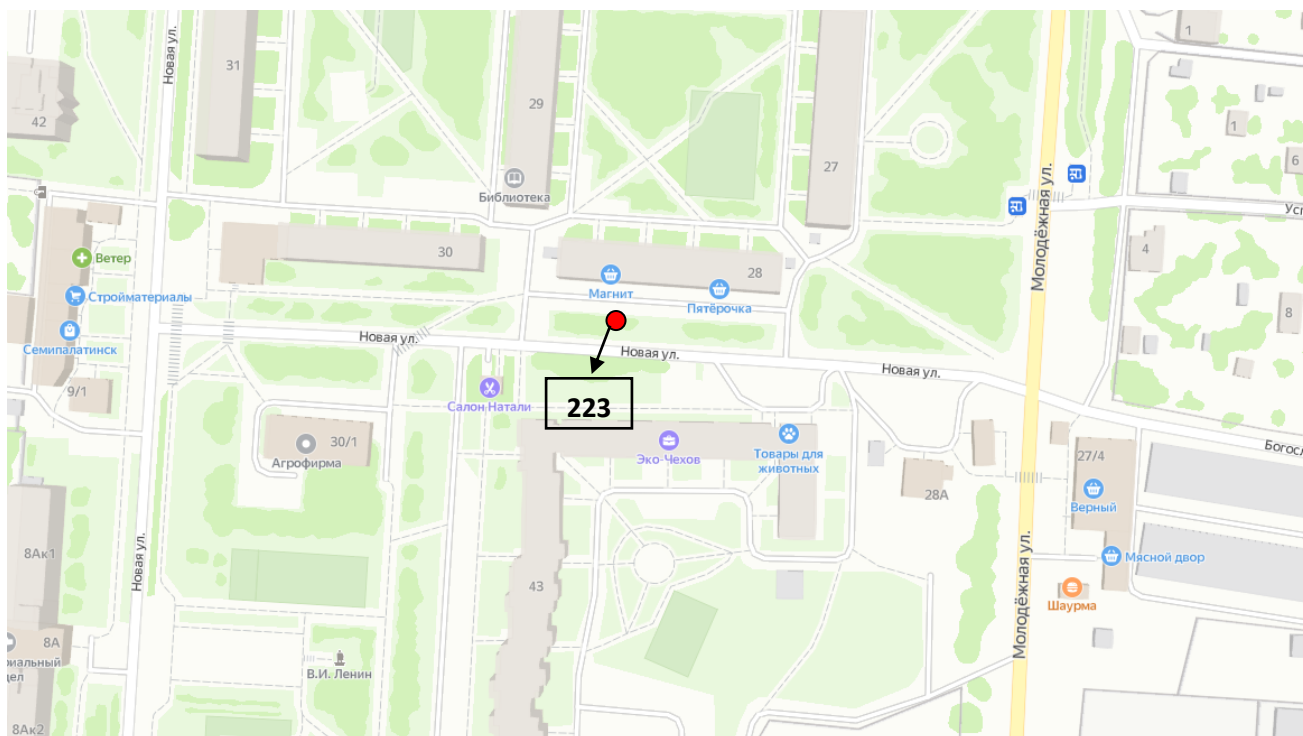 1
31
Новая ул.
29
42
1
6
27
Молодёжная ул.
Библиотека
Усп
4
30
28
Ветер
Магнит
Пятёрочка
Стройматериалы
8
Семипалатинск
Новая ул.
Новая ул.
Новая ул.
9/1
Салон Натали
223
30/1
Агрофирма
Эко-Чехов
Товары для
животных
27/4
Богосл
28А
Верный
8Ак1
Новая ул.
43
Молодёжная ул.
Мясной двор
Шаурма
8А
риальный
дел
В.И. Ленин
8Ак2